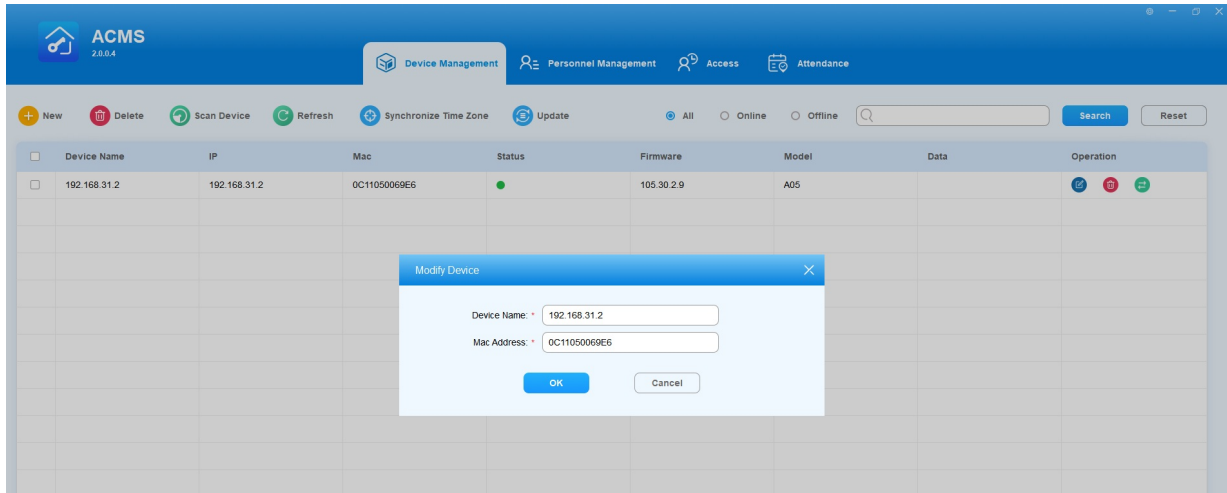 ACMS
2.0.0.4
Device Management Personnel Management Access Attendance
New Delete Scan Device Refresh Synchronize Time Zone Update All Online Offline Search Reset
Device Name IP Mac Status Firmware Model Data Operation
192.168.31.2 192.168.31.2 0C11050069E6 105.30.2.9 A05
Modify Device
Device Name: * 192.168.31.2
Mac Address: * 0C11050069E6
OK Cancel